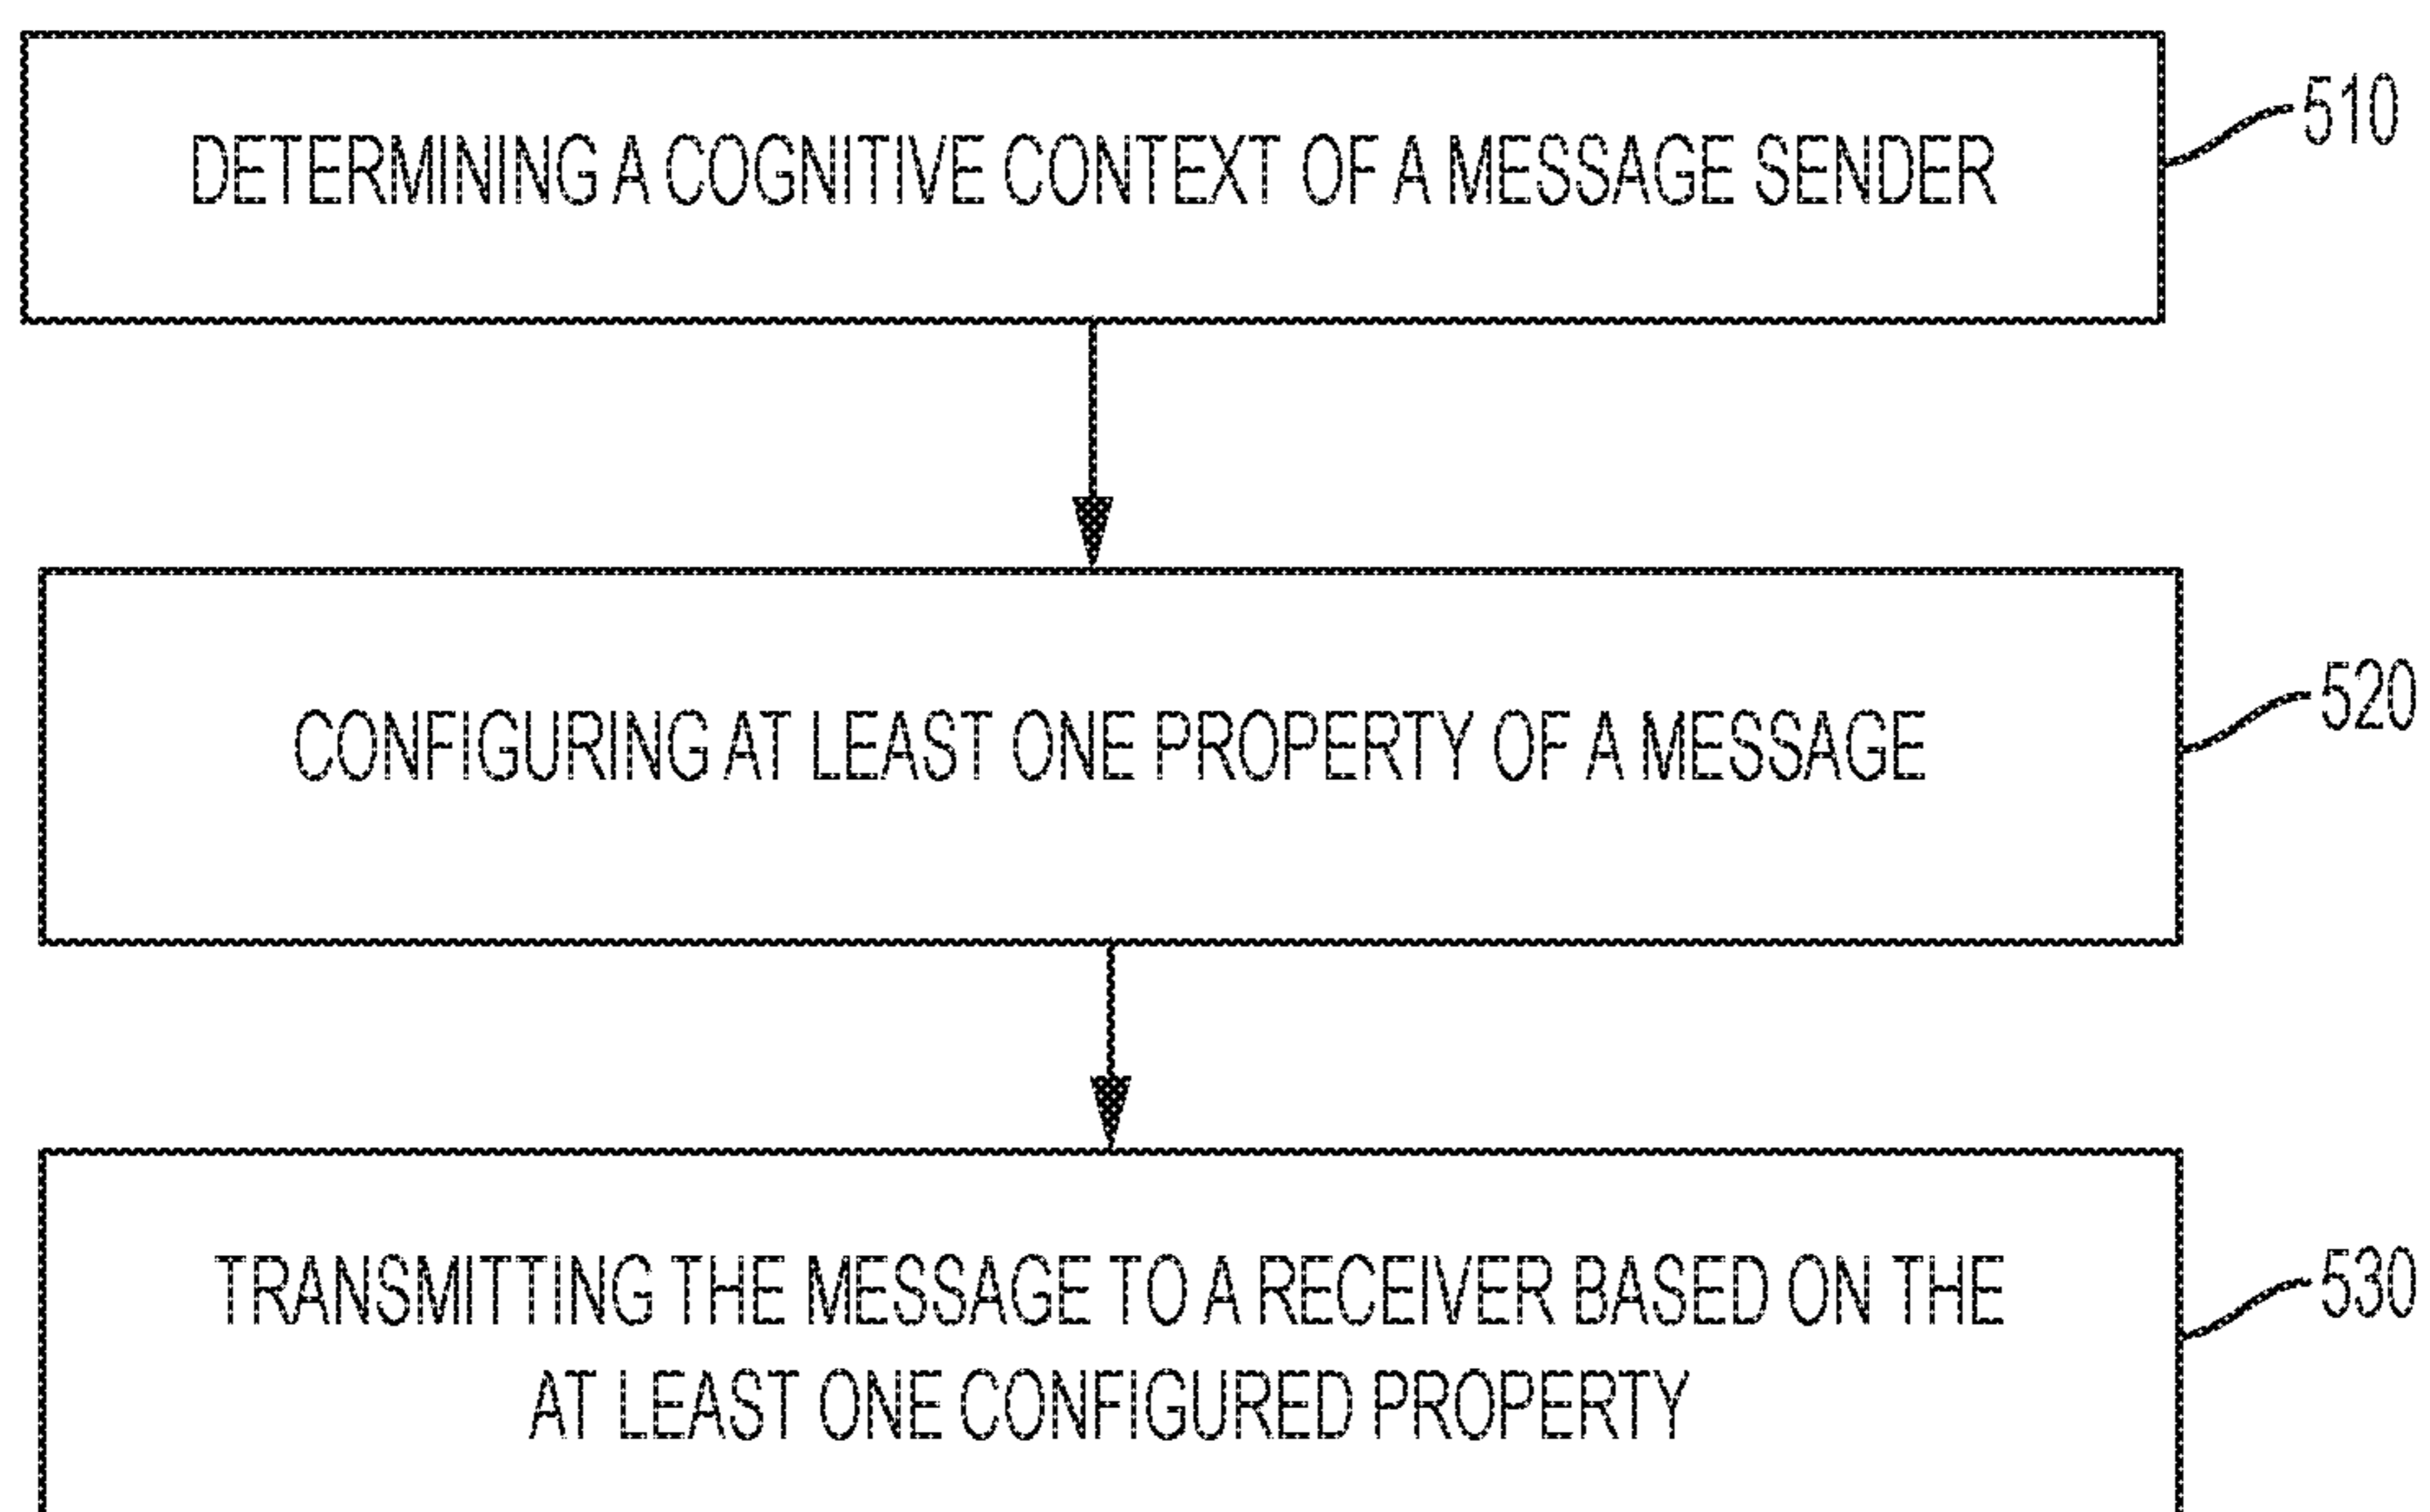 DETERMINING A COGNITIVE CONTEXT OF A MESSAGE SENDER
510
CONFIGURING AT LEAST ONE PROPERTY OF A MESSAGE
520
TRANSMITTING THE MESSAGE TO A RECEIVER BASED ON THE
AT LEAST ONE CONFIGURED PROPERTY
530